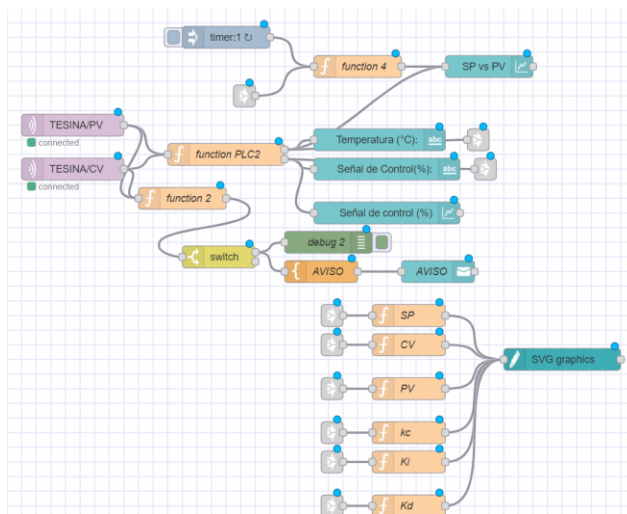 timer:1 ↻
function 4
SP vs PV
TESINA/PV
connected
function PLC2
Temperatura (°C):
abc
TESINA/CV
connected
Señal de Control(%):
abc
function 2
Señal de control (%)
debug 2
switch
AVISO
AVISO
SP
CV
SVG graphics
PV
kc
Ki
Kd